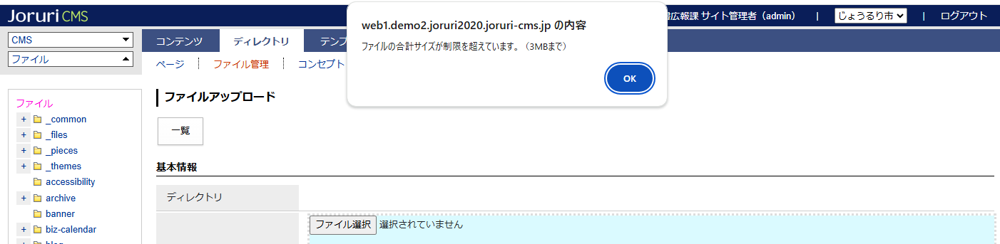 Joruri CMS
広報課 サイト管理者（admin）
|
じょうるり市
|
ログアウト
web1.demo2.joruri2020.joruri-cms.jp の内容
ファイルの合計サイズが制限を超えています。（3MBまで）
OK
CMS
ファイル
コンテンツ
ディレクトリ
テンプ
ページ
ファイル管理
コンセプト
ファイル
+ _common
+ _files
+ _pieces
+ _themes
accessibility
+ archive
banner
+ biz-calendar
ファイルアップロード
一覧
基本情報
ディレクトリ
ファイル選択 選択されていません